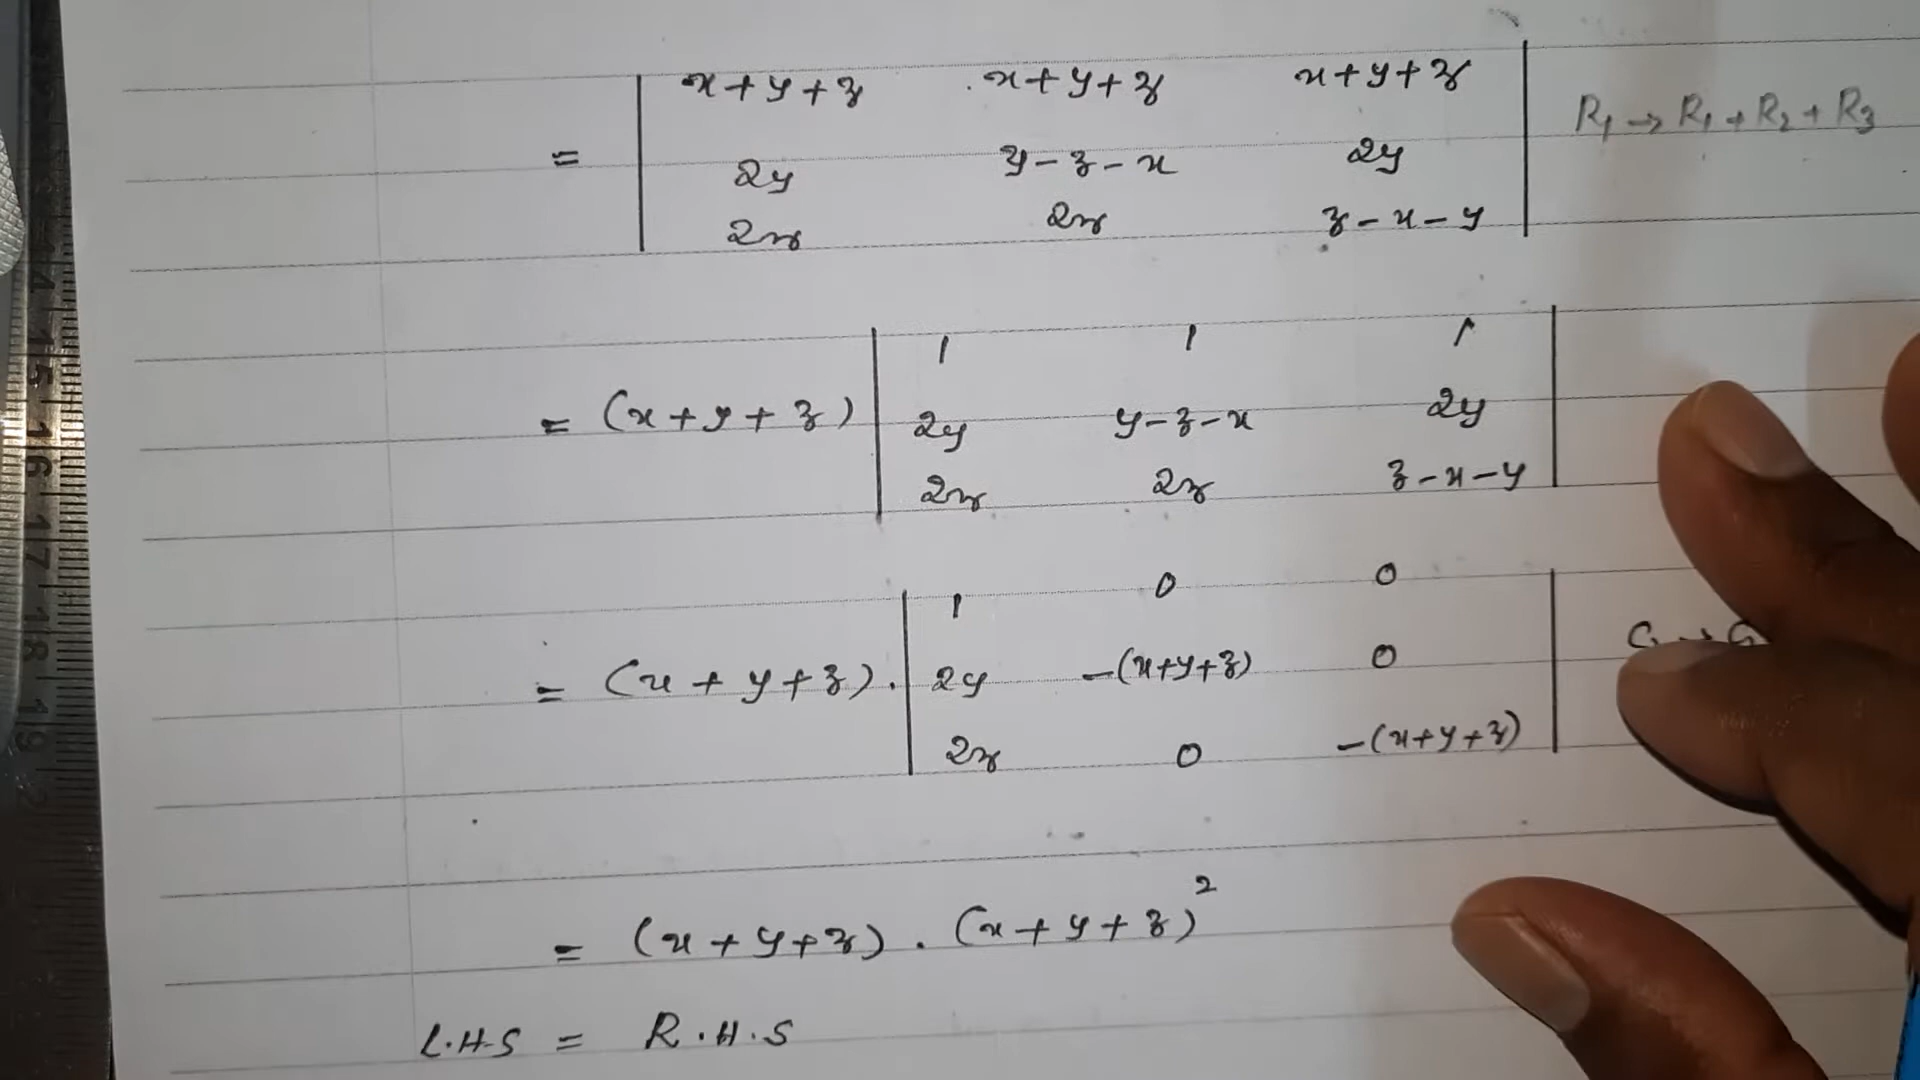 x+y+z x+y+z x+y+z R₁→R₁+R₂+R₃
= 2y y-z-x 2y
2z 2z z-x-y
1 1 1
= (x+y+z) 2y y-z-x 2y
2z 2z z-x-y
1 0 0
= (x+y+z). 2y -(x+y+z) 0
2z 0 -(x+y+z)
= (x+y+z) . (x+y+z)²
L.H.S = R.H.S